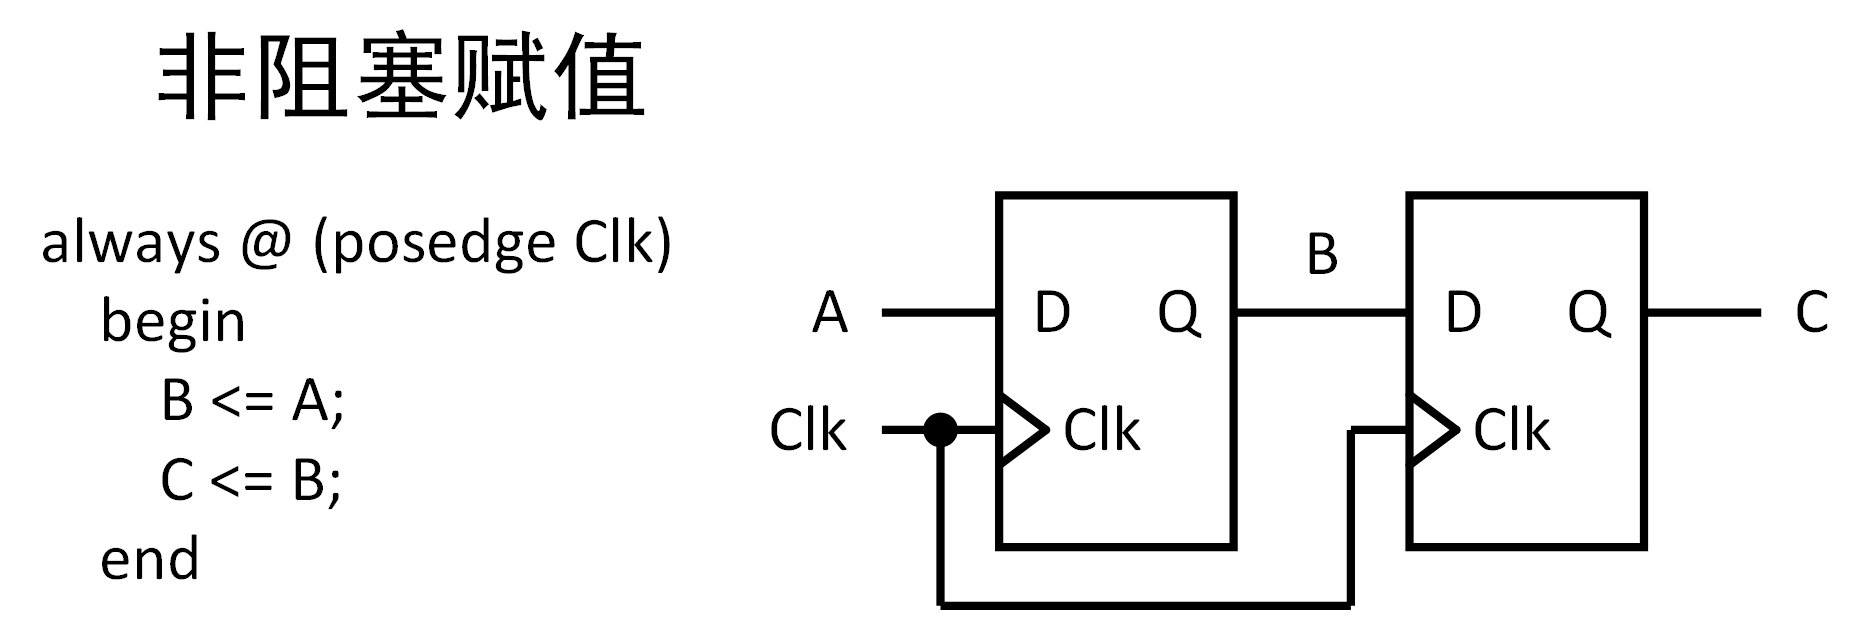 非阻塞赋值
always @ (posedge Clk)
begin
B <= A;
C <= B;
end
A
D
Q
B
D
Q
C
Clk
Clk
Clk